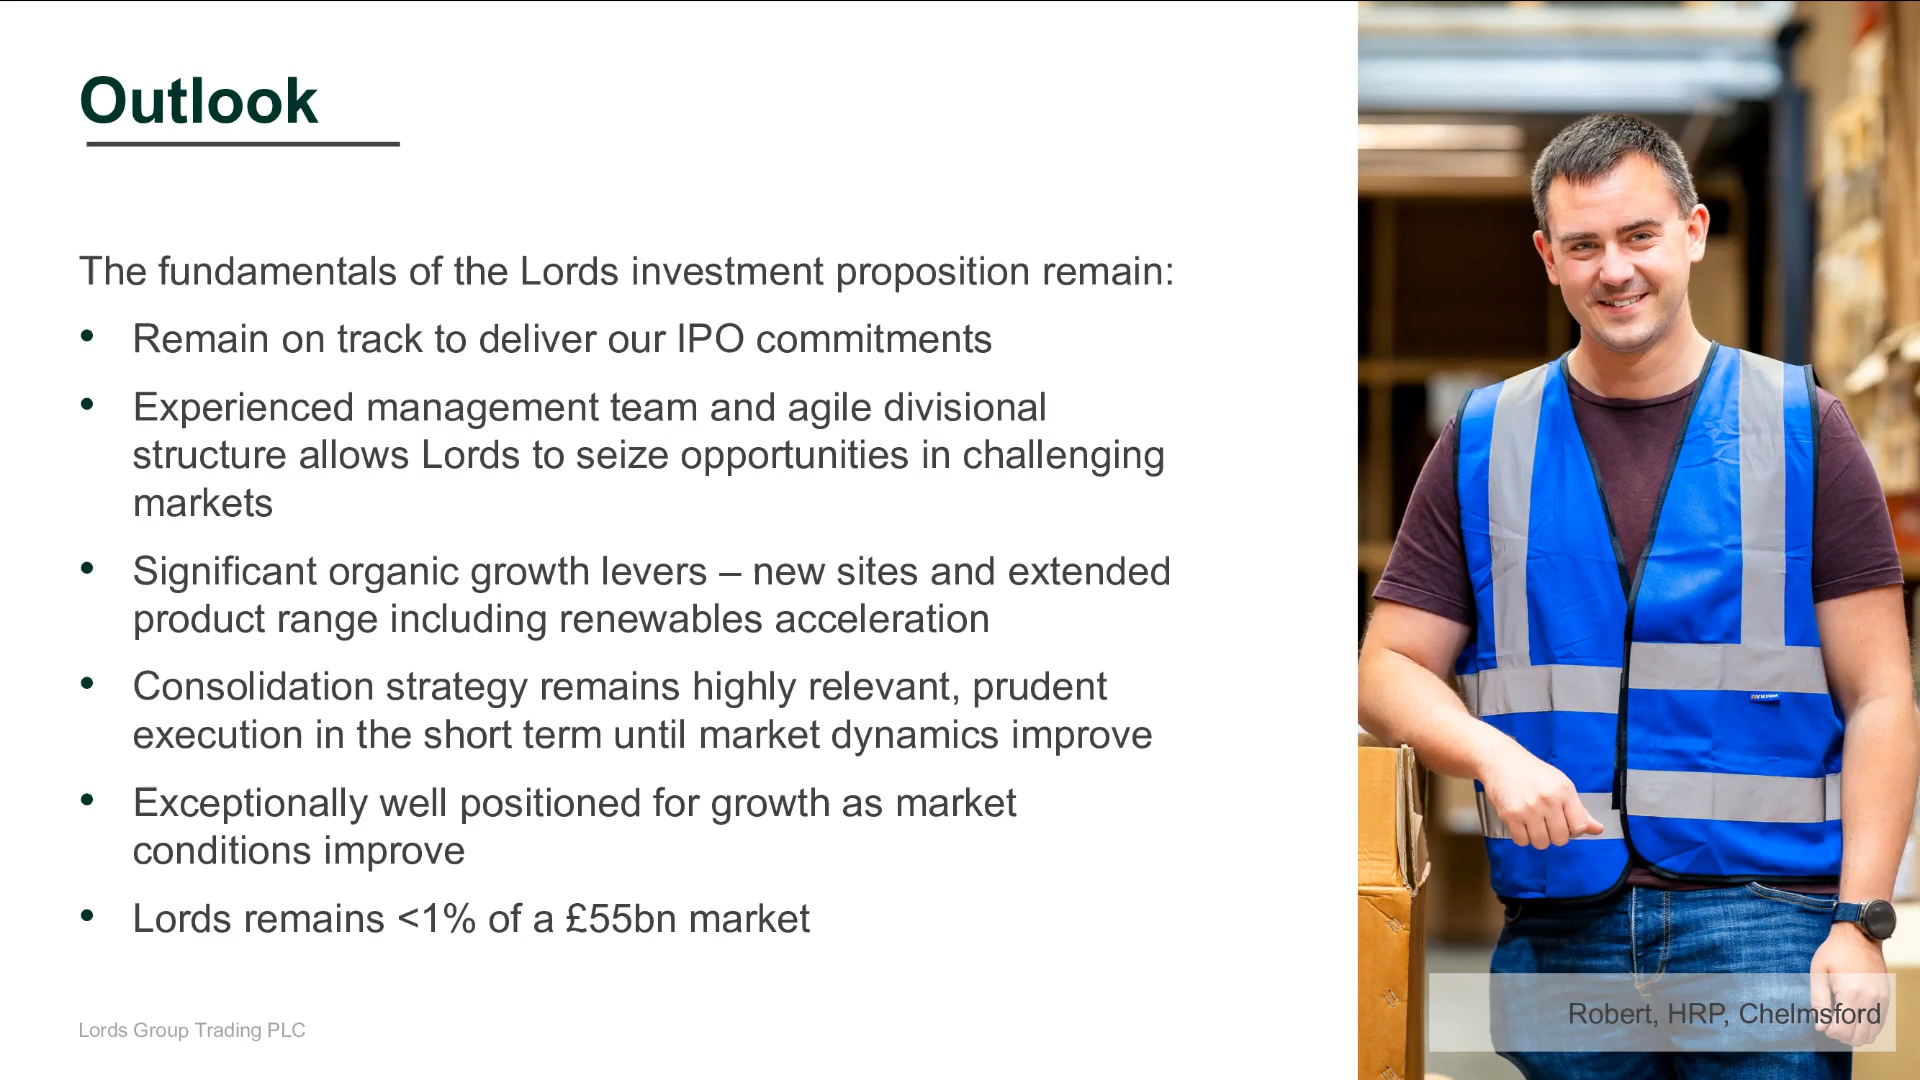 Outlook
The fundamentals of the Lords investment proposition remain:
• Remain on track to deliver our IPO commitments
• Experienced management team and agile divisional
structure allows Lords to seize opportunities in challenging
markets
• Significant organic growth levers – new sites and extended
product range including renewables acceleration
• Consolidation strategy remains highly relevant, prudent
execution in the short term until market dynamics improve
• Exceptionally well positioned for growth as market
conditions improve
• Lords remains <1% of a £55bn market
Robert, HRP, Chelmsford
Lords Group Trading PLC